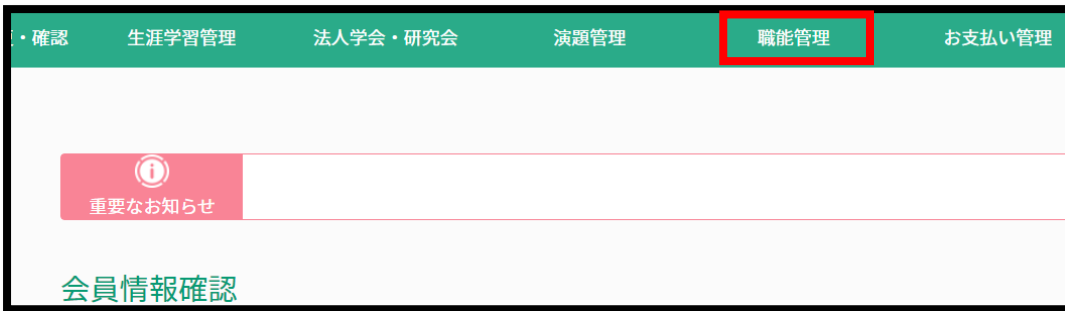 ・確認 生涯学習管理 法人学会・研究会 演題管理 職能管理 お支払い管理
重要なお知らせ
会員情報確認